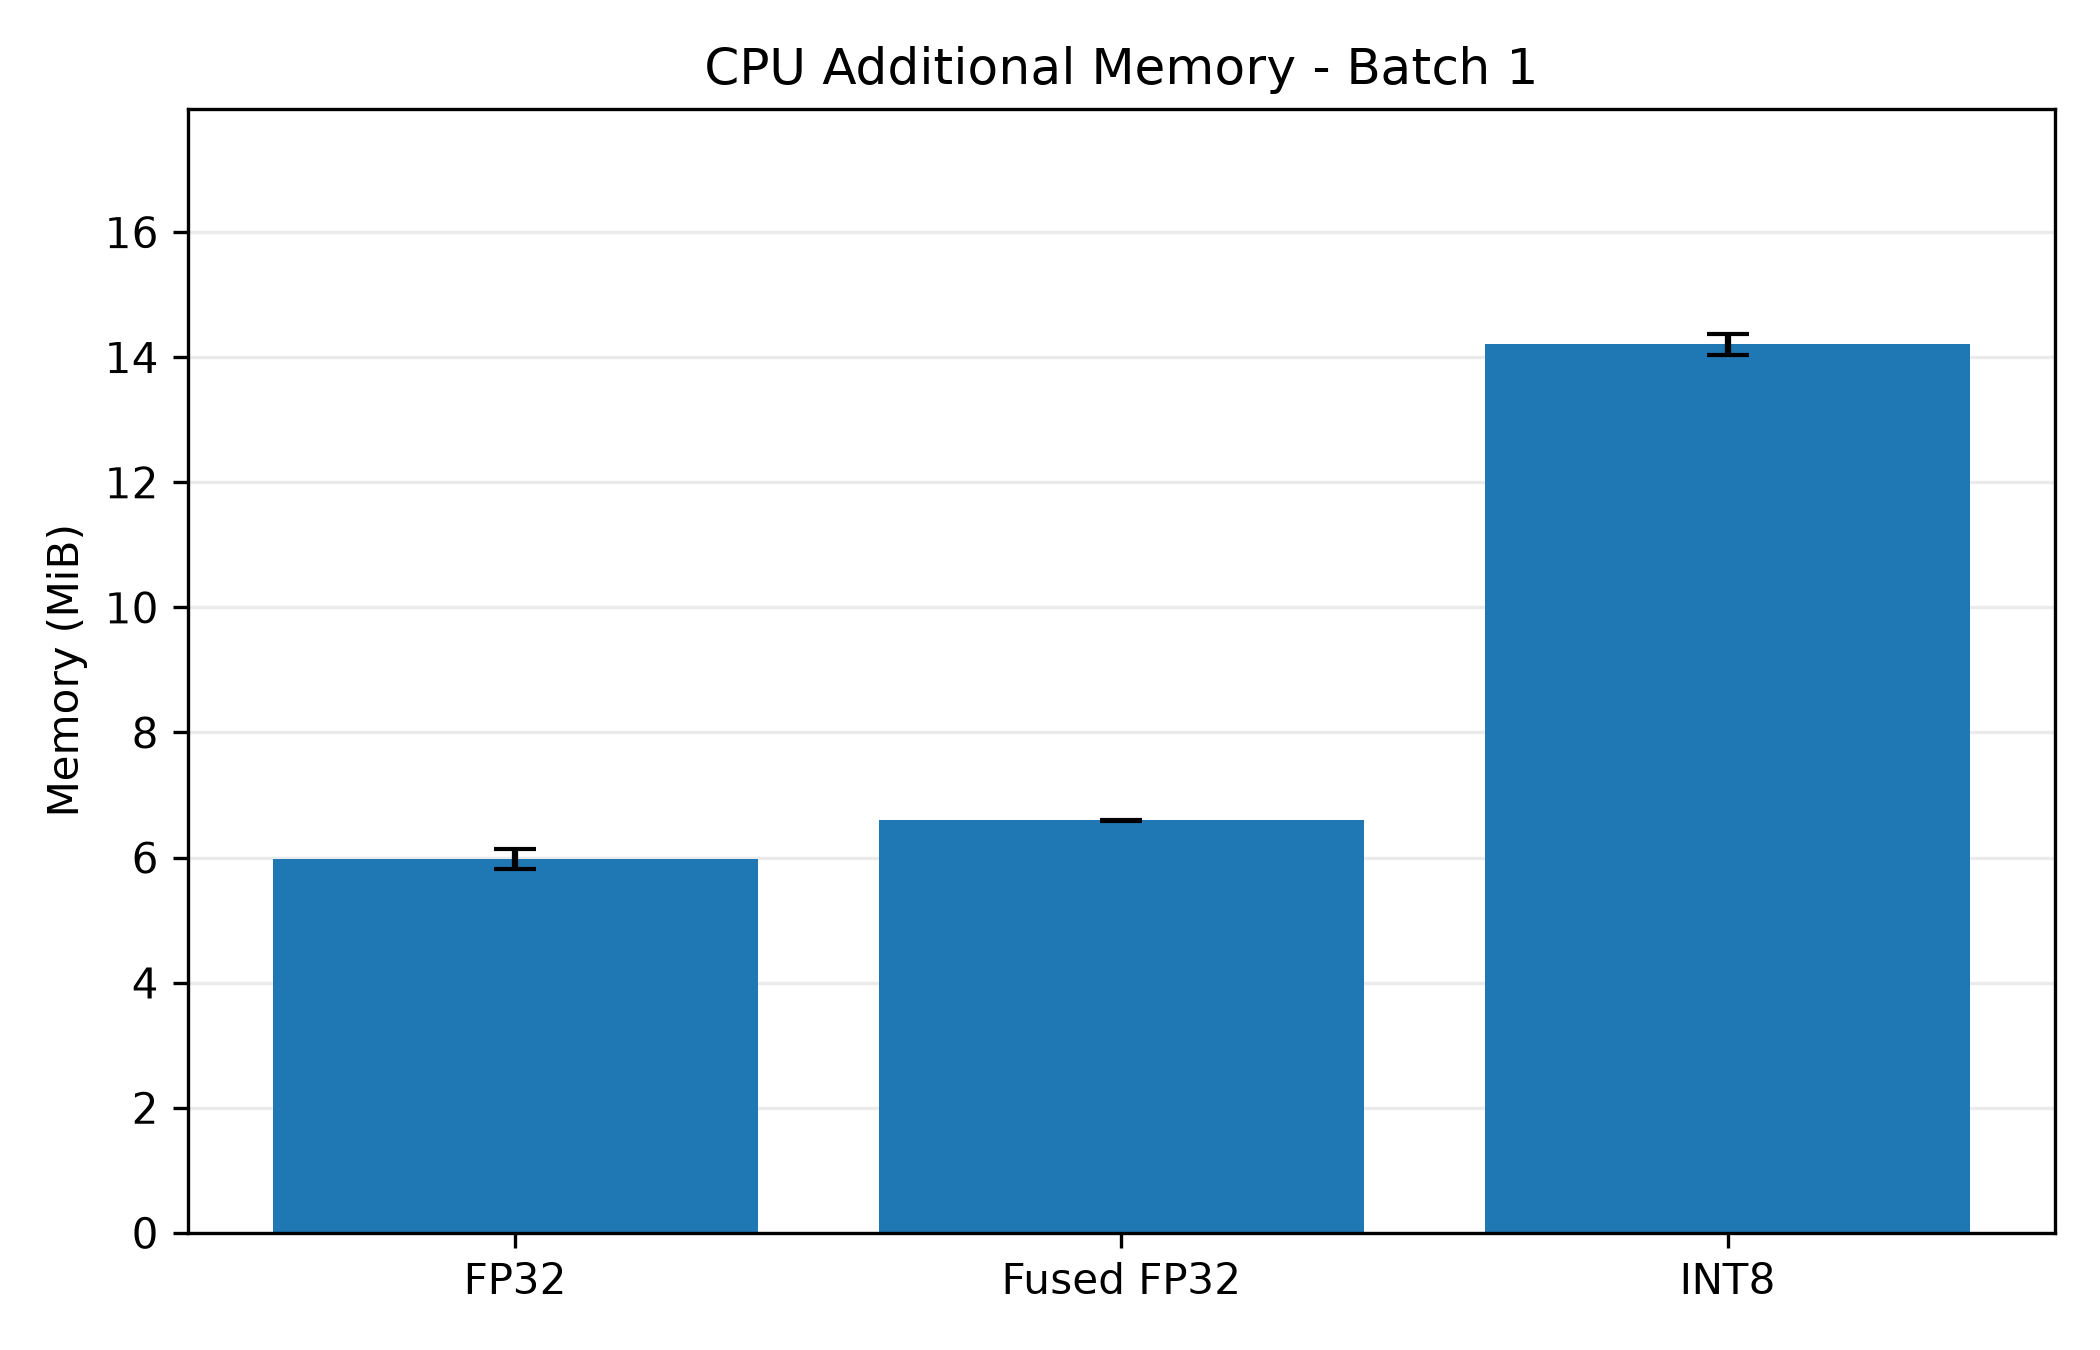 CPU Additional Memory - Batch 1
Memory (MiB)
16
14
12
10
8
6
4
2
0
FP32
Fused FP32
INT8